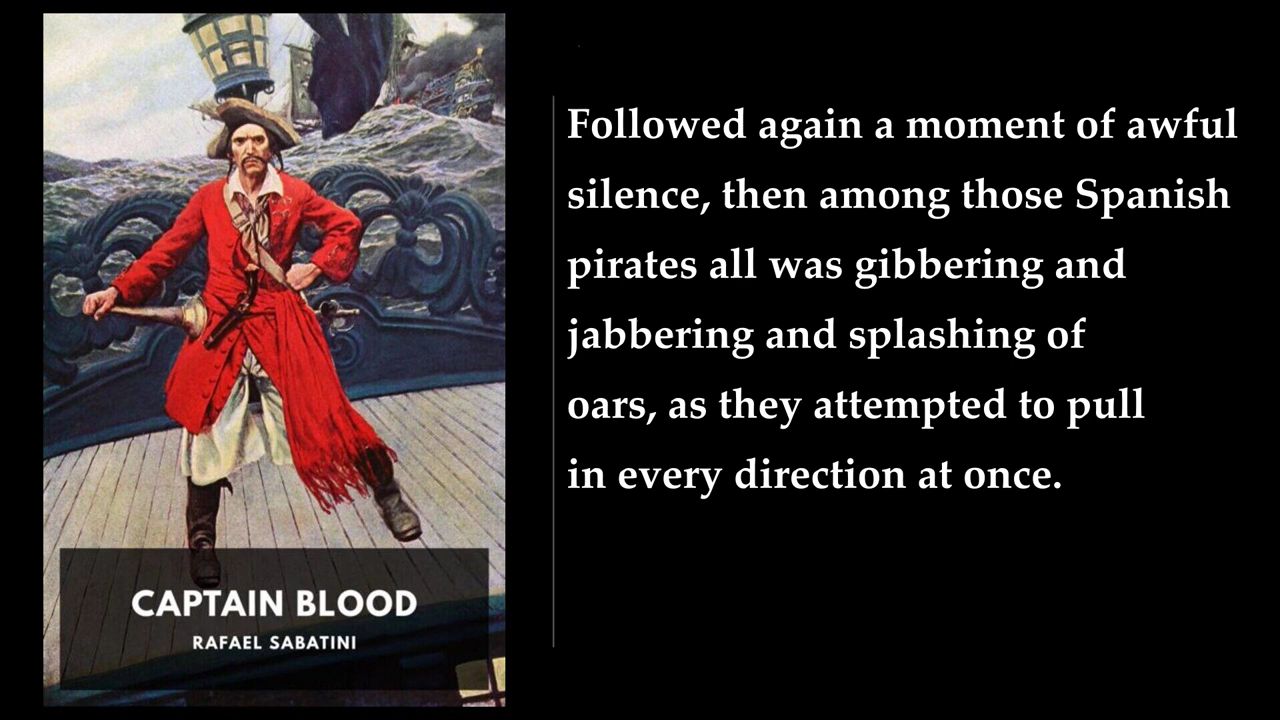 CAPTAIN BLOOD
RAFAEL SABATINI
Followed again a moment of awful
silence, then among those Spanish
pirates all was gibbering and
jabbering and splashing of
oars, as they attempted to pull
in every direction at once.